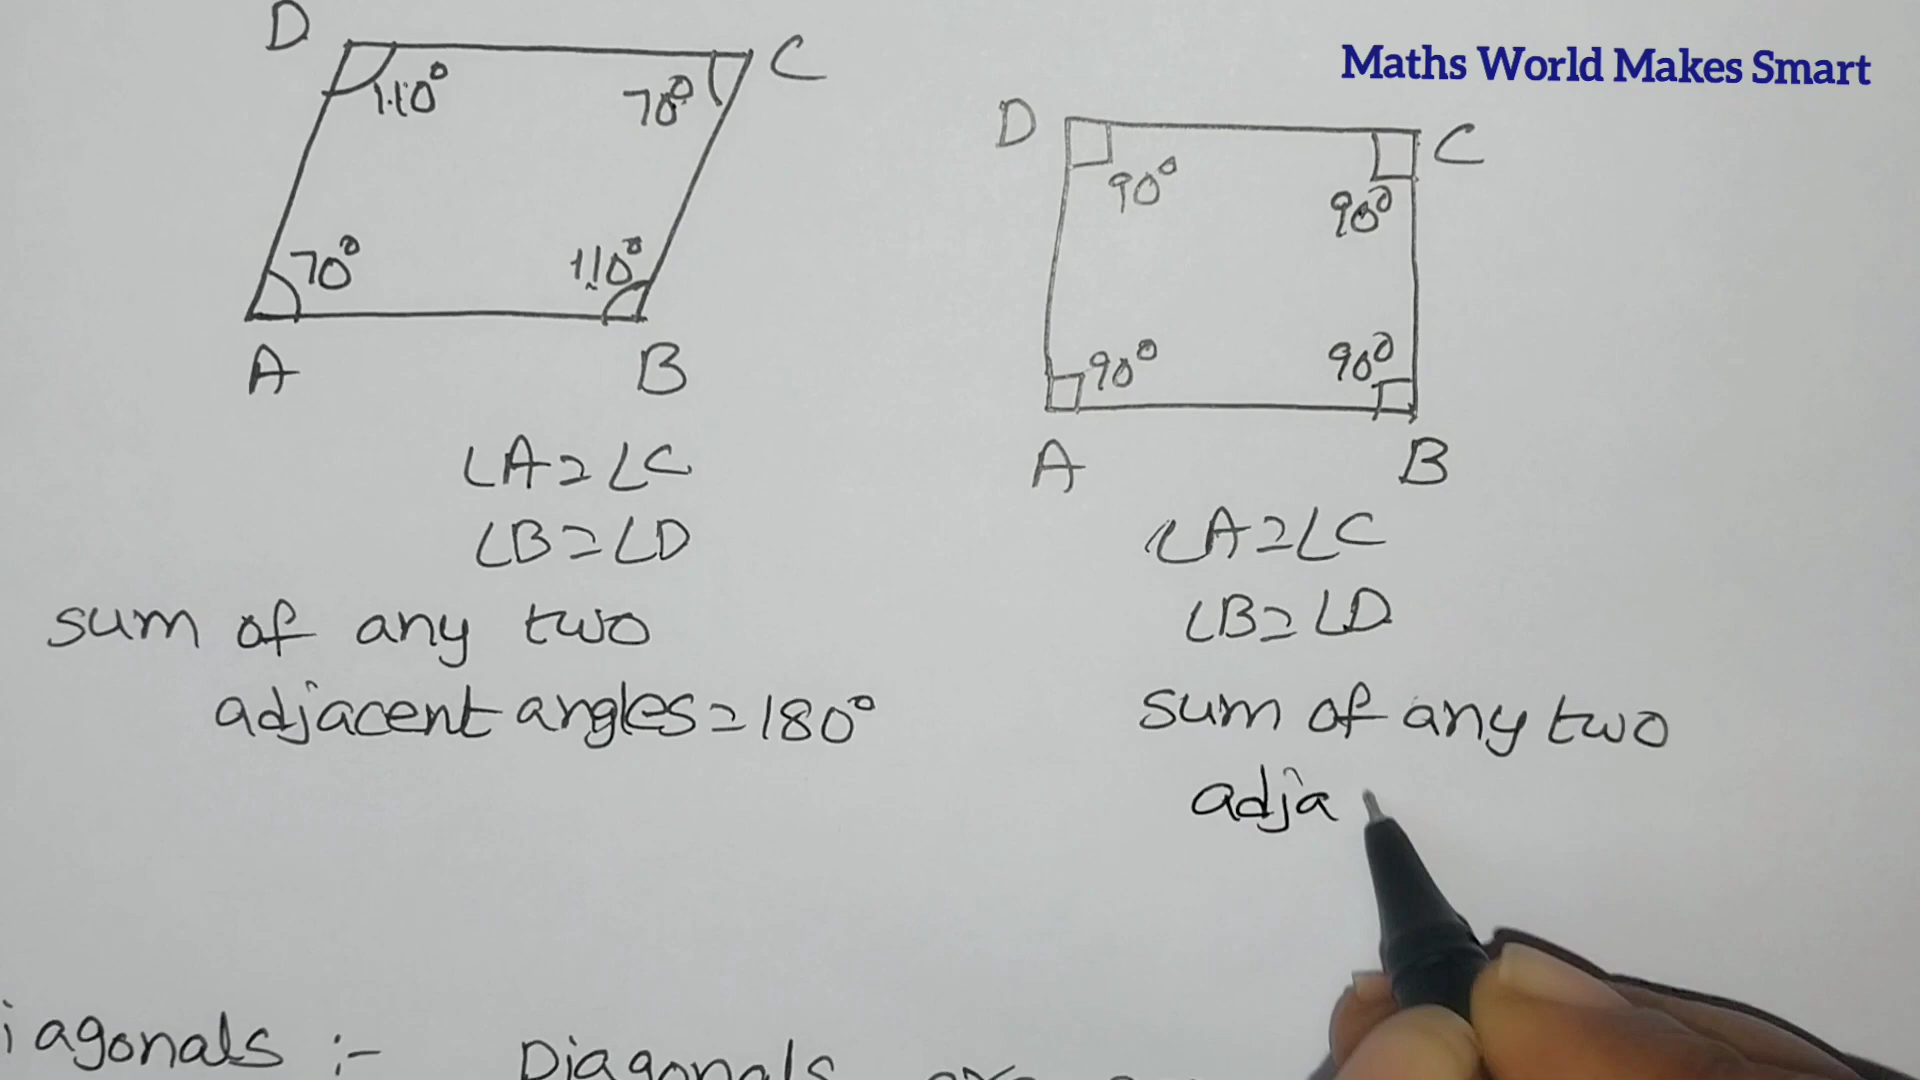 Maths World Makes Smart
D
110°
70°
C
70°
110°
A
B
∠A=∠C
∠B=∠D
sum of any two
adjacent angles=180°
D
90°
90°
C
90°
90°
A
B
∠A=∠C
∠B=∠D
sum of any two
adja
iagonals :- Diagonals